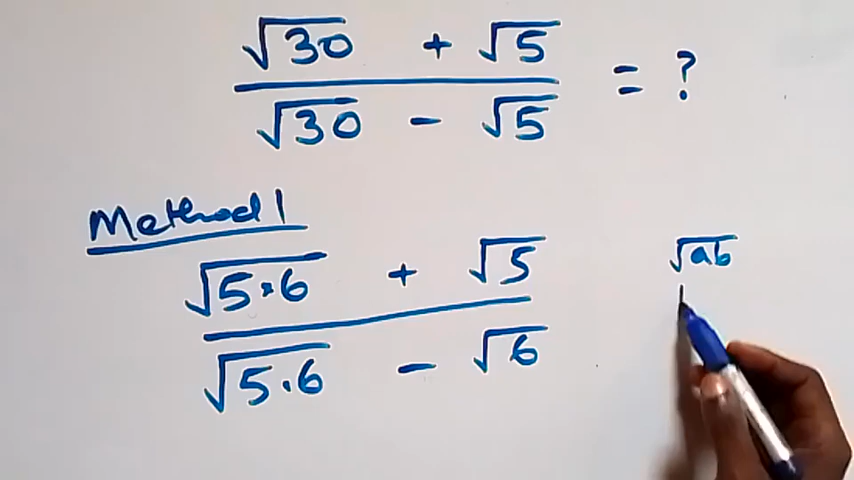 √30 + √5
√30 - √5
= ?
Method 1
√5·6 + √5
√5·6 - √6
√ab